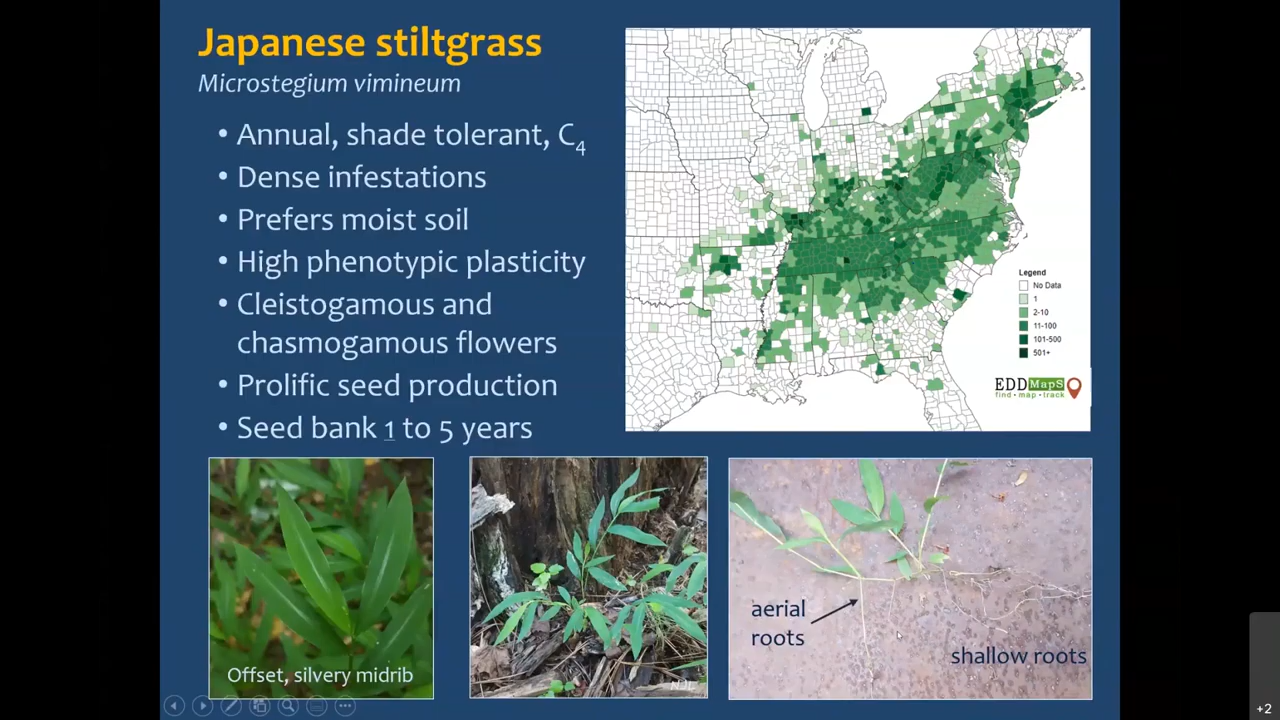 Japanese stiltgrass
Microstegium vimineum
• Annual, shade tolerant, C₄
• Dense infestations
• Prefers moist soil
• High phenotypic plasticity
• Cleistogamous and
chasmogamous flowers
• Prolific seed production
• Seed bank 1 to 5 years
Legend
No Data
1
2-10
11-100
101-500
501+
EDDMapS
find • map • track
Offset, silvery midrib
NJL
aerial
roots
shallow roots
+2